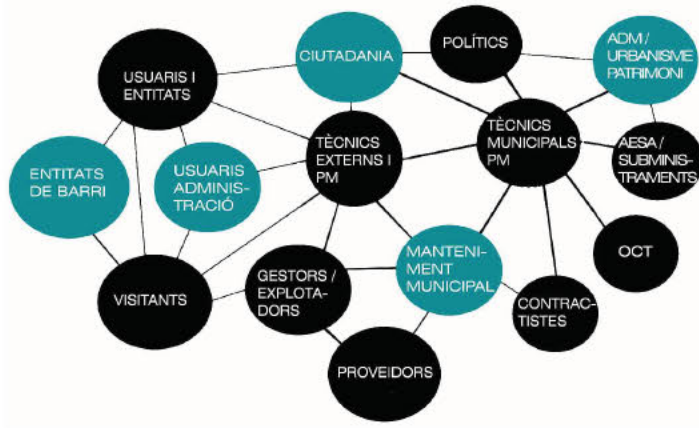 USUARIS I
ENTITATS
CIUTADANIA
POLÍTICS
ADM /
URBANISME
PATRIMONI
ENTITATS
DE BARRI
USUARIS
ADMINIS-
TRACIÓ
TÈCNICS
EXTERNS I
PM
TÈCNICS
MUNICIPALS
PM
AESA /
SUBMINIS-
TRAMENTS
VISITANTS
GESTORS /
EXPLOTA-
DORS
MANTENI-
MENT
MUNICIPAL
OCT
CONTRAC-
TISTES
PROVEIDORS